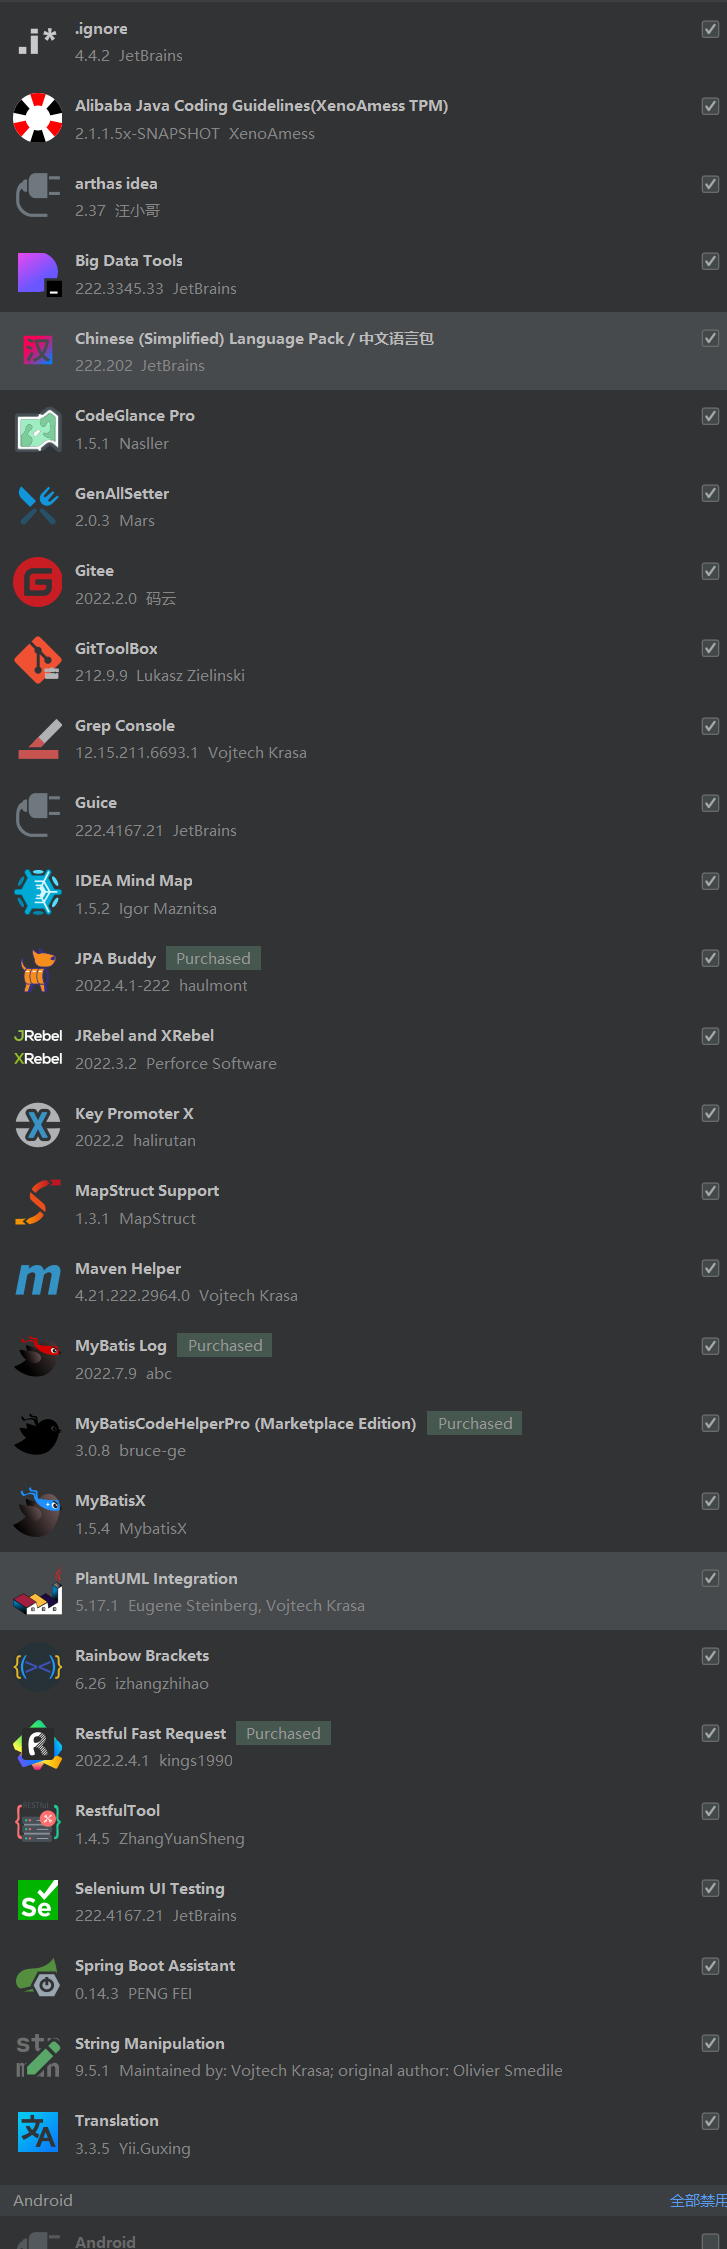 .ignore
4.4.2 JetBrains
Alibaba Java Coding Guidelines(XenoAmess TPM)
2.1.1.5x-SNAPSHOT XenoAmess
arthas idea
2.37 汪小哥
Big Data Tools
222.3345.33 JetBrains
汉
Chinese (Simplified) Language Pack / 中文语言包
222.202 JetBrains
CodeGlance Pro
1.5.1 Nasller
GenAllSetter
2.0.3 Mars
Gitee
2022.2.0 码云
GitToolBox
212.9.9 Lukasz Zielinski
Grep Console
12.15.211.6693.1 Vojtech Krasa
Guice
222.4167.21 JetBrains
IDEA Mind Map
1.5.2 Igor Maznitsa
JPA Buddy Purchased
2022.4.1-222 haulmont
JRebel JRebel and XRebel
XRebel 2022.3.2 Perforce Software
Key Promoter X
2022.2 halirutan
MapStruct Support
1.3.1 MapStruct
m Maven Helper
4.21.222.2964.0 Vojtech Krasa
MyBatis Log Purchased
2022.7.9 abc
MyBatisCodeHelperPro (Marketplace Edition) Purchased
3.0.8 bruce-ge
MyBatisX
1.5.4 MybatisX
PlantUML Integration
5.17.1 Eugene Steinberg, Vojtech Krasa
Rainbow Brackets
6.26 izhangzhihao
Restful Fast Request Purchased
2022.2.4.1 kings1990
RestfulTool
1.4.5 ZhangYuanSheng
Se Selenium UI Testing
222.4167.21 JetBrains
Spring Boot Assistant
0.14.3 PENG FEI
String Manipulation
9.5.1 Maintained by: Vojtech Krasa; original author: Olivier Smedile
文A Translation
3.3.5 Yii.Guxing
Android 全部禁用
Android